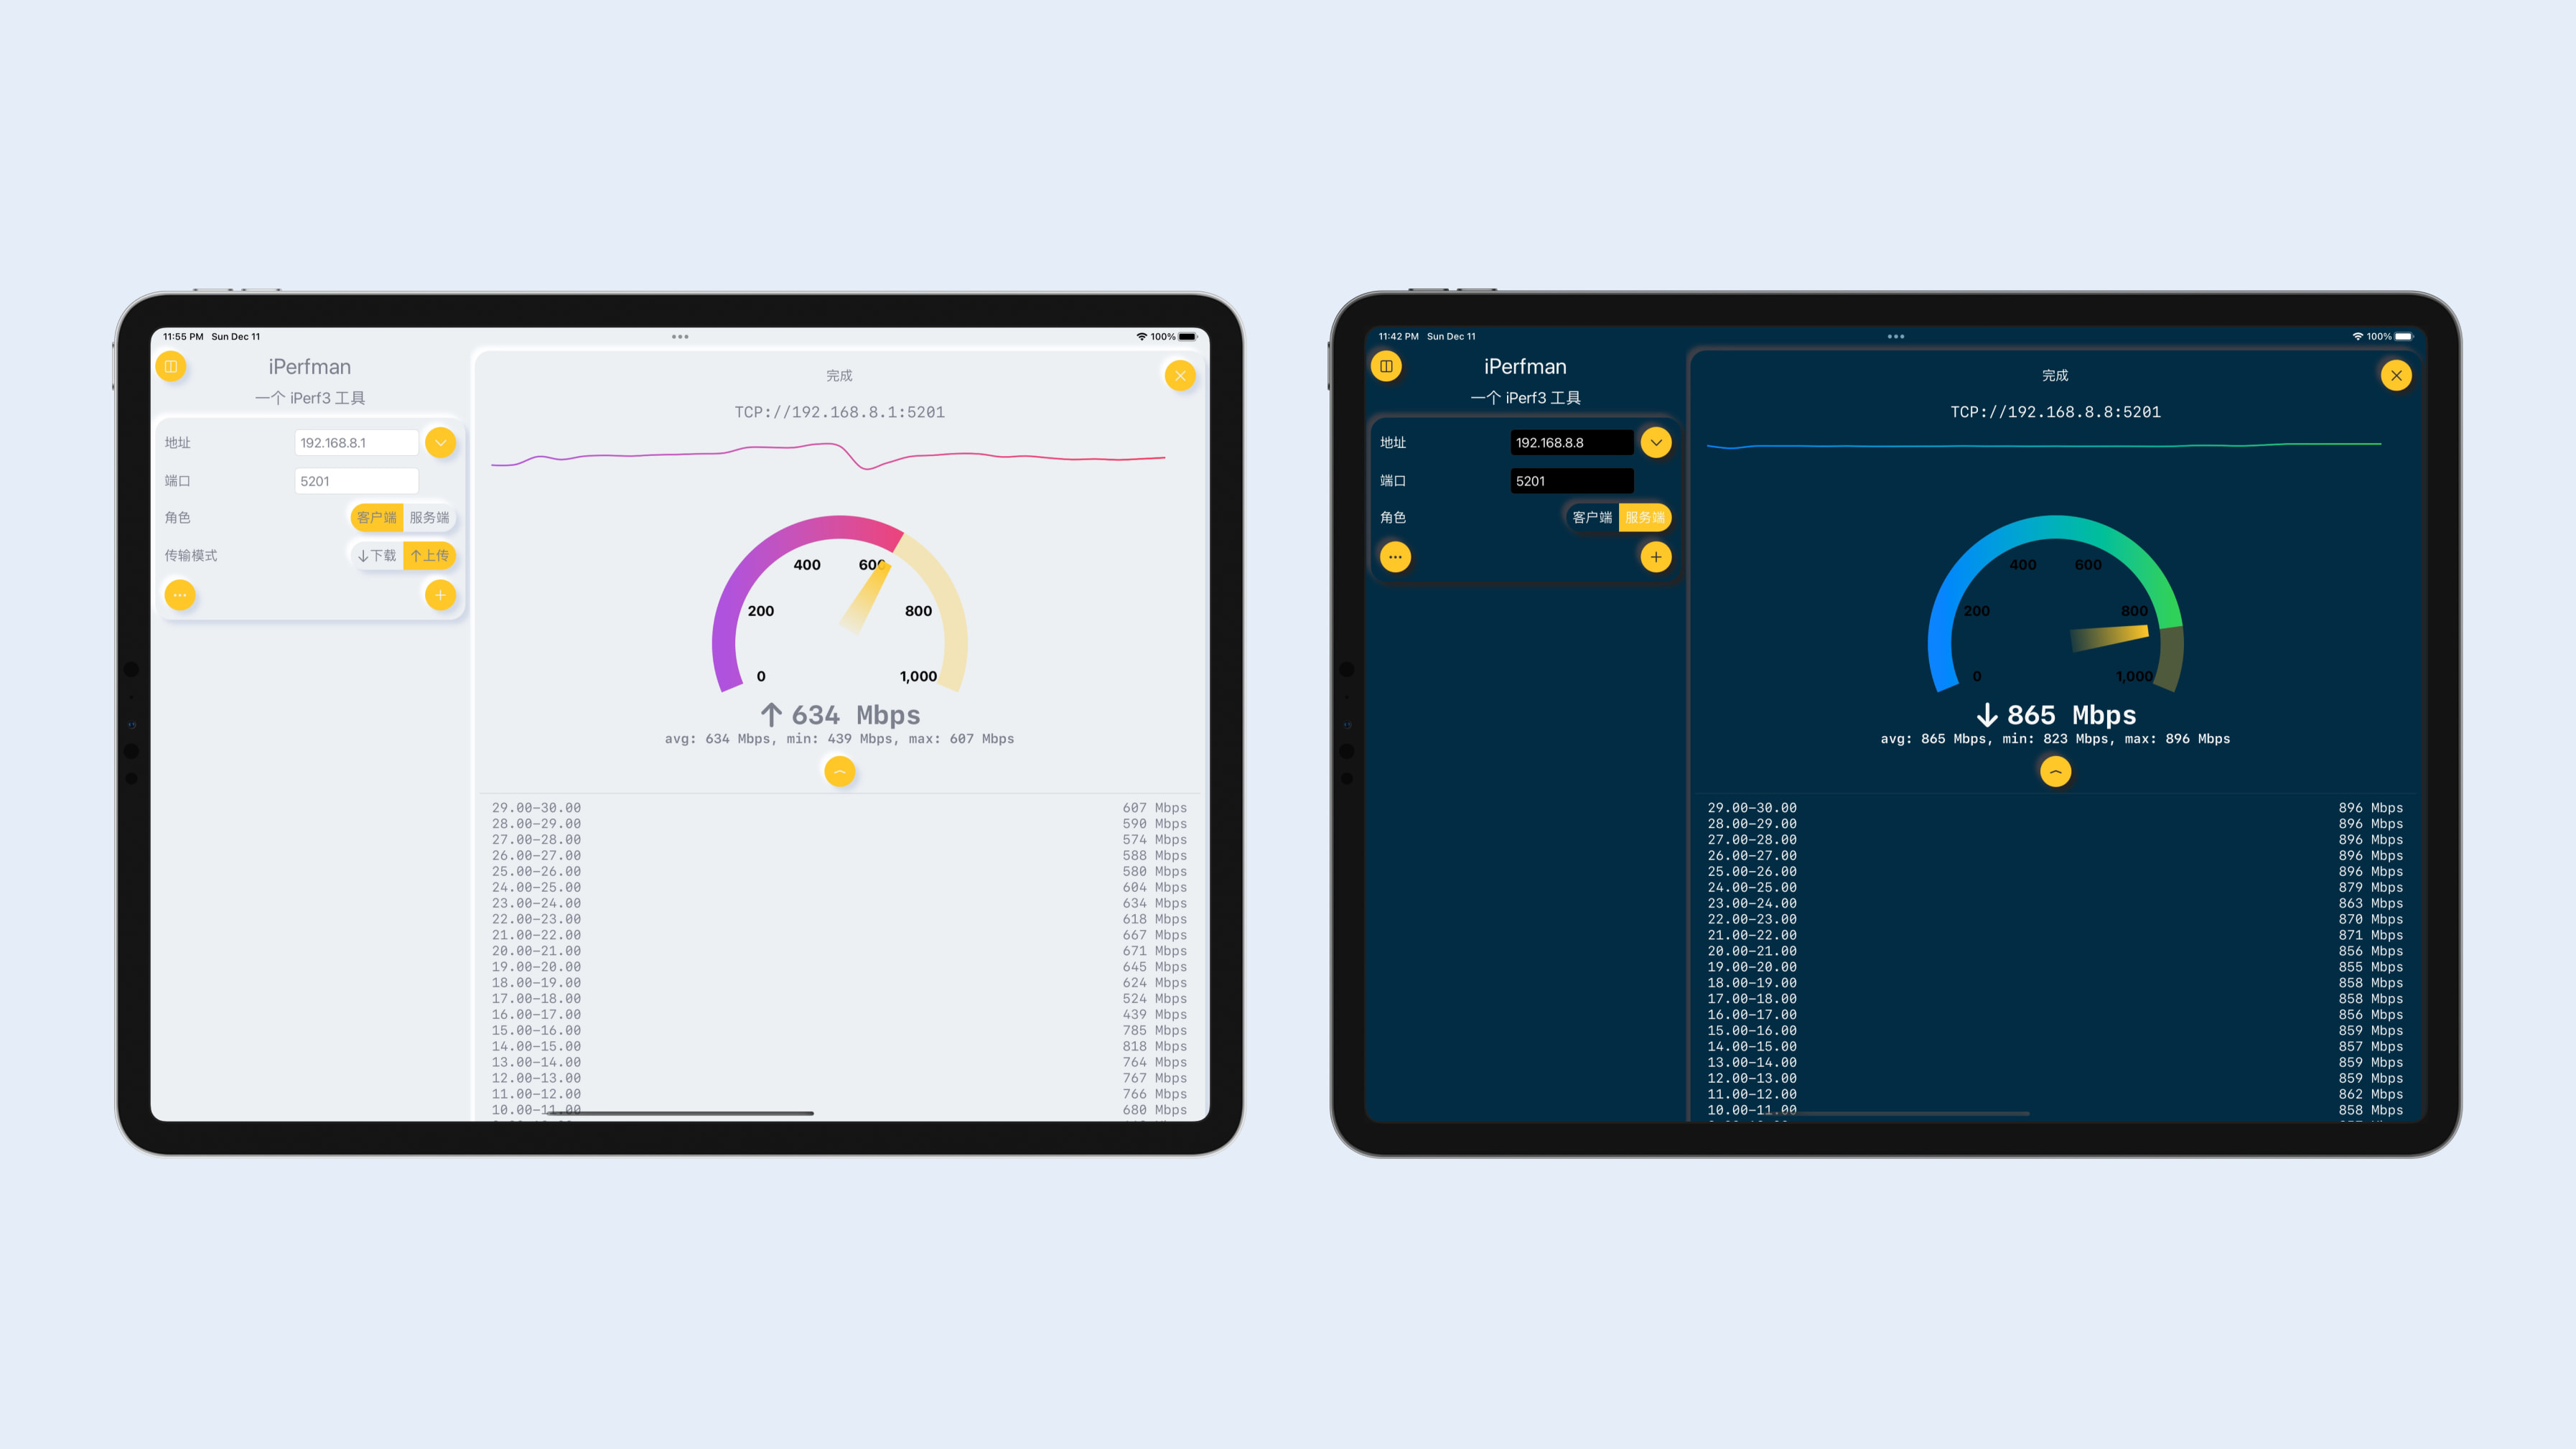 11:55 PM Sun Dec 11
100%
iPerfman
一个 iPerf3 工具
地址 192.168.8.1
端口 5201
角色 客户端 服务端
传输模式 ↓下载 ↑上传
完成
TCP://192.168.8.1:5201
400 600
200 800
0 1,000
↑ 634 Mbps
avg: 634 Mbps, min: 439 Mbps, max: 607 Mbps
29.00-30.00 607 Mbps
28.00-29.00 590 Mbps
27.00-28.00 574 Mbps
26.00-27.00 588 Mbps
25.00-26.00 580 Mbps
24.00-25.00 604 Mbps
23.00-24.00 634 Mbps
22.00-23.00 618 Mbps
21.00-22.00 667 Mbps
20.00-21.00 671 Mbps
19.00-20.00 645 Mbps
18.00-19.00 624 Mbps
17.00-18.00 524 Mbps
16.00-17.00 439 Mbps
15.00-16.00 785 Mbps
14.00-15.00 818 Mbps
13.00-14.00 764 Mbps
12.00-13.00 767 Mbps
11.00-12.00 766 Mbps
10.00-11.00 680 Mbps
11:42 PM Sun Dec 11
100%
iPerfman
一个 iPerf3 工具
地址 192.168.8.8
端口 5201
角色 客户端 服务端
完成
TCP://192.168.8.8:5201
400 600
200 800
0 1,000
↓ 865 Mbps
avg: 865 Mbps, min: 823 Mbps, max: 896 Mbps
29.00-30.00 896 Mbps
28.00-29.00 896 Mbps
27.00-28.00 896 Mbps
26.00-27.00 896 Mbps
25.00-26.00 896 Mbps
24.00-25.00 879 Mbps
23.00-24.00 863 Mbps
22.00-23.00 870 Mbps
21.00-22.00 871 Mbps
20.00-21.00 856 Mbps
19.00-20.00 855 Mbps
18.00-19.00 858 Mbps
17.00-18.00 858 Mbps
16.00-17.00 856 Mbps
15.00-16.00 859 Mbps
14.00-15.00 857 Mbps
13.00-14.00 859 Mbps
12.00-13.00 859 Mbps
11.00-12.00 862 Mbps
10.00-11.00 858 Mbps